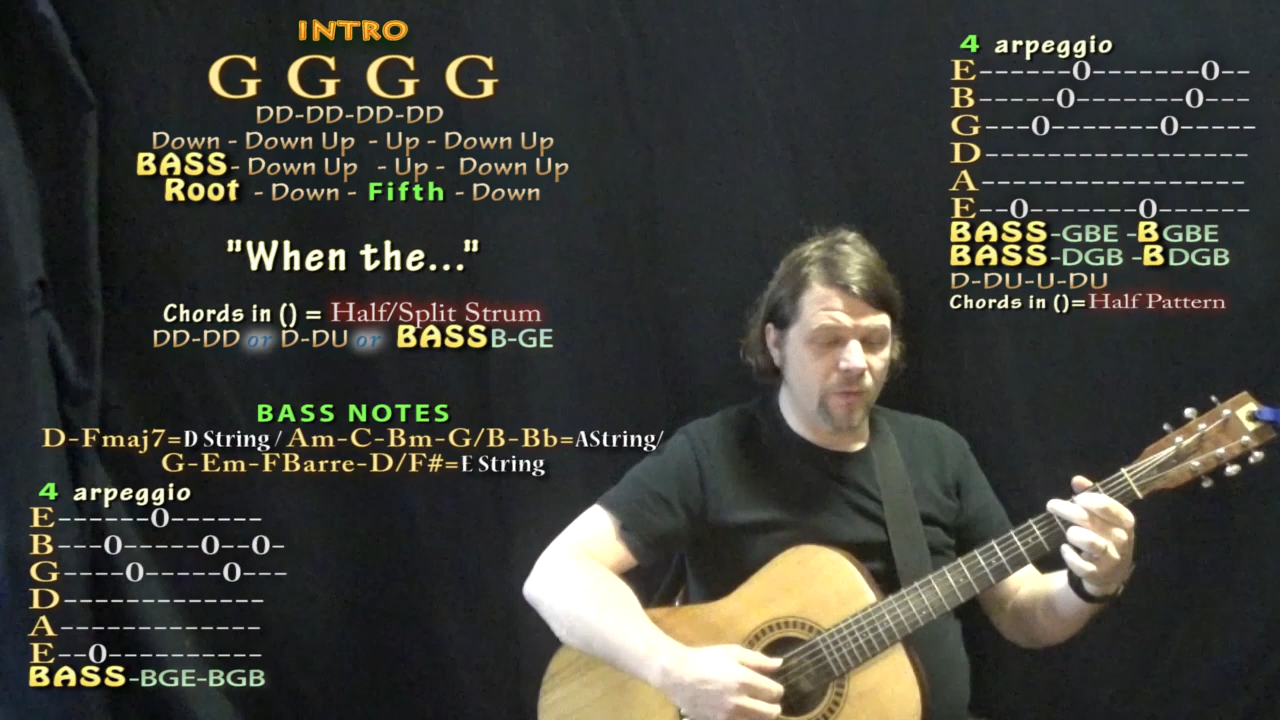 INTRO
G G G G
DD-DD-DD-DD
Down - Down Up - Up - Down Up
BASS- Down Up - Up - Down Up
Root - Down - Fifth - Down
"When the..."
Chords in () = Half/Split Strum
DD-DD or D-DU or BASS B-GE
BASS NOTES
D-Fmaj7=D String / Am-C-Bm-G/B-Bb=AString/
G-Em-FBarre-D/F#=E String
4 arpeggio
E------0------
B---0-----0--0-
G----0-----0---
D------------
A------------
E--0----------
BASS-BGE-BGB
4 arpeggio
E------0-------0--
B-----0-------0---
G---0-------0-----
D----------------
A----------------
E--0-------0------
BASS-GBE -BGBE
BASS-DGB -BDGB
D-DU-U-DU
Chords in ()=Half Pattern